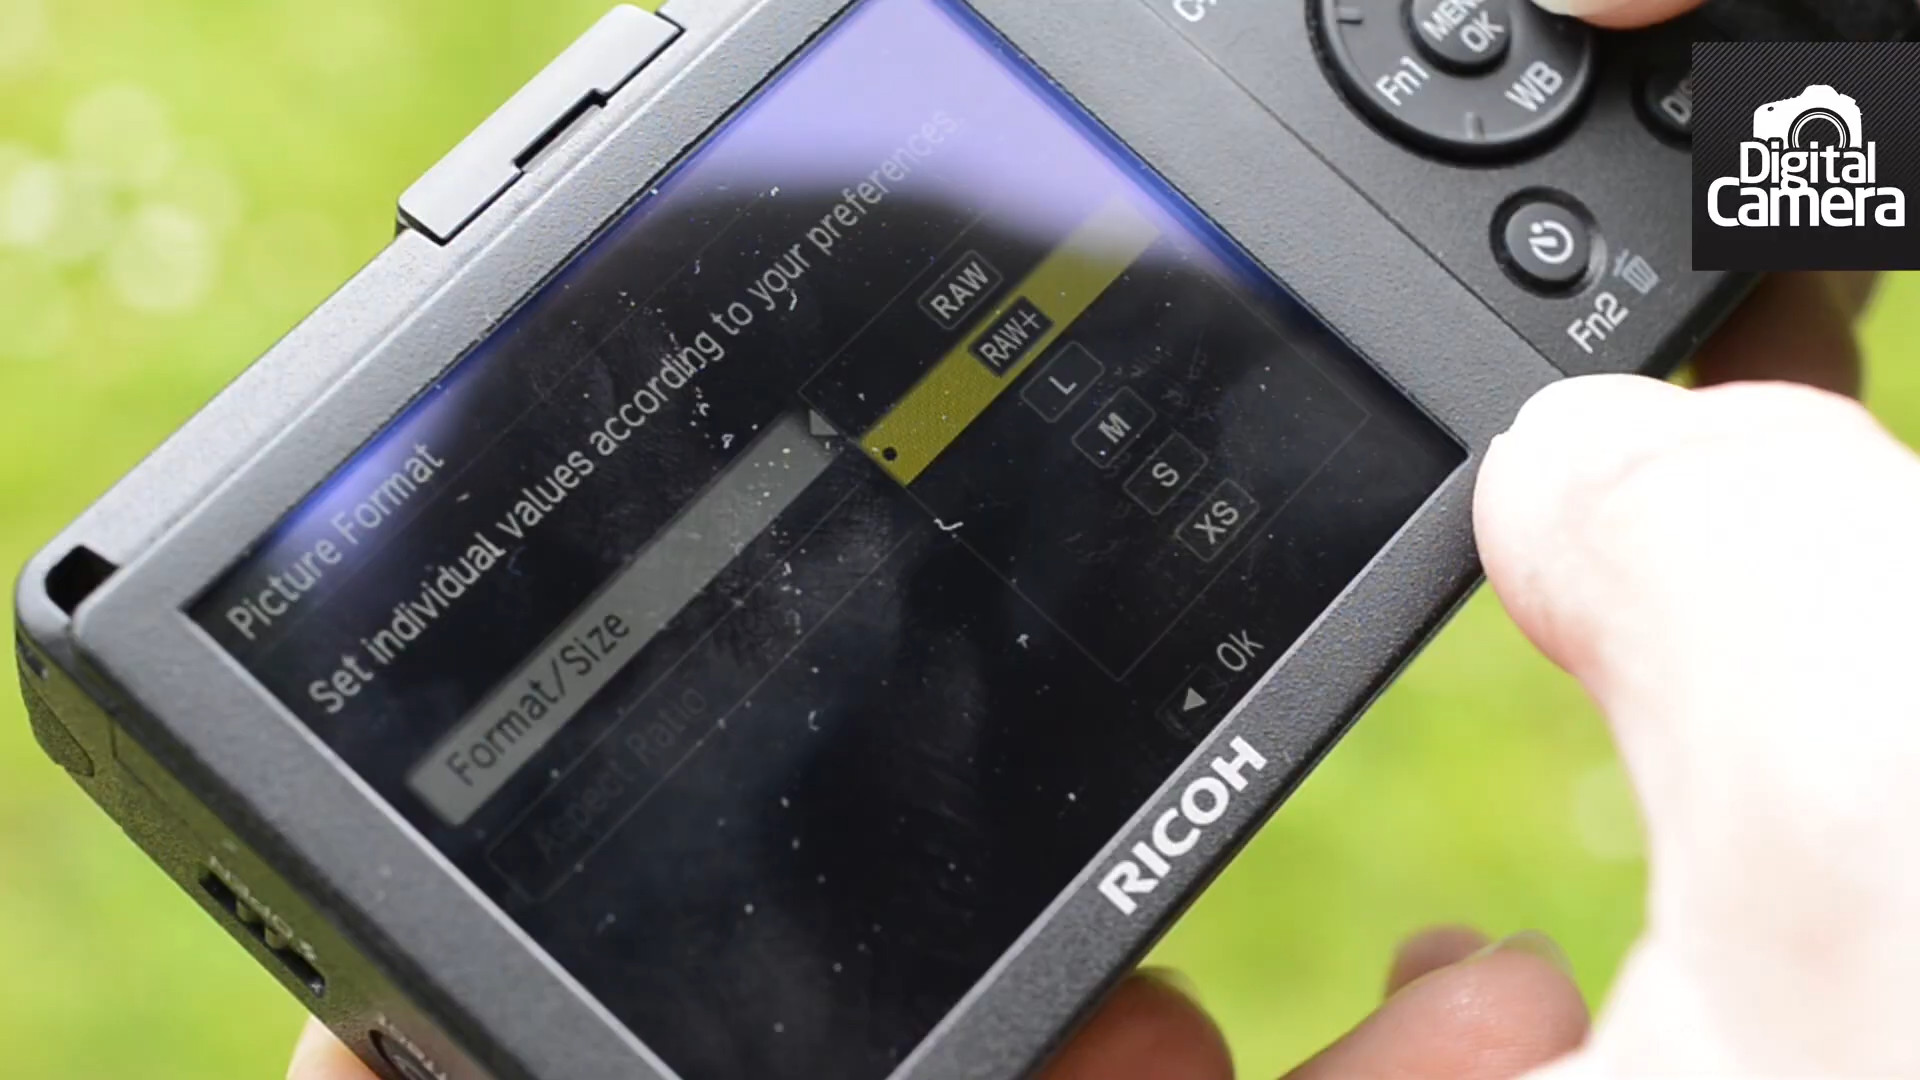 MENU
OK
Fn1
WB
Digital
Camera
Fn2
Picture Format
Set individual values according to your preferences.
RAW
RAW+
L
M
S
XS
Format/Size
Aspect Ratio
Ok
RICOH